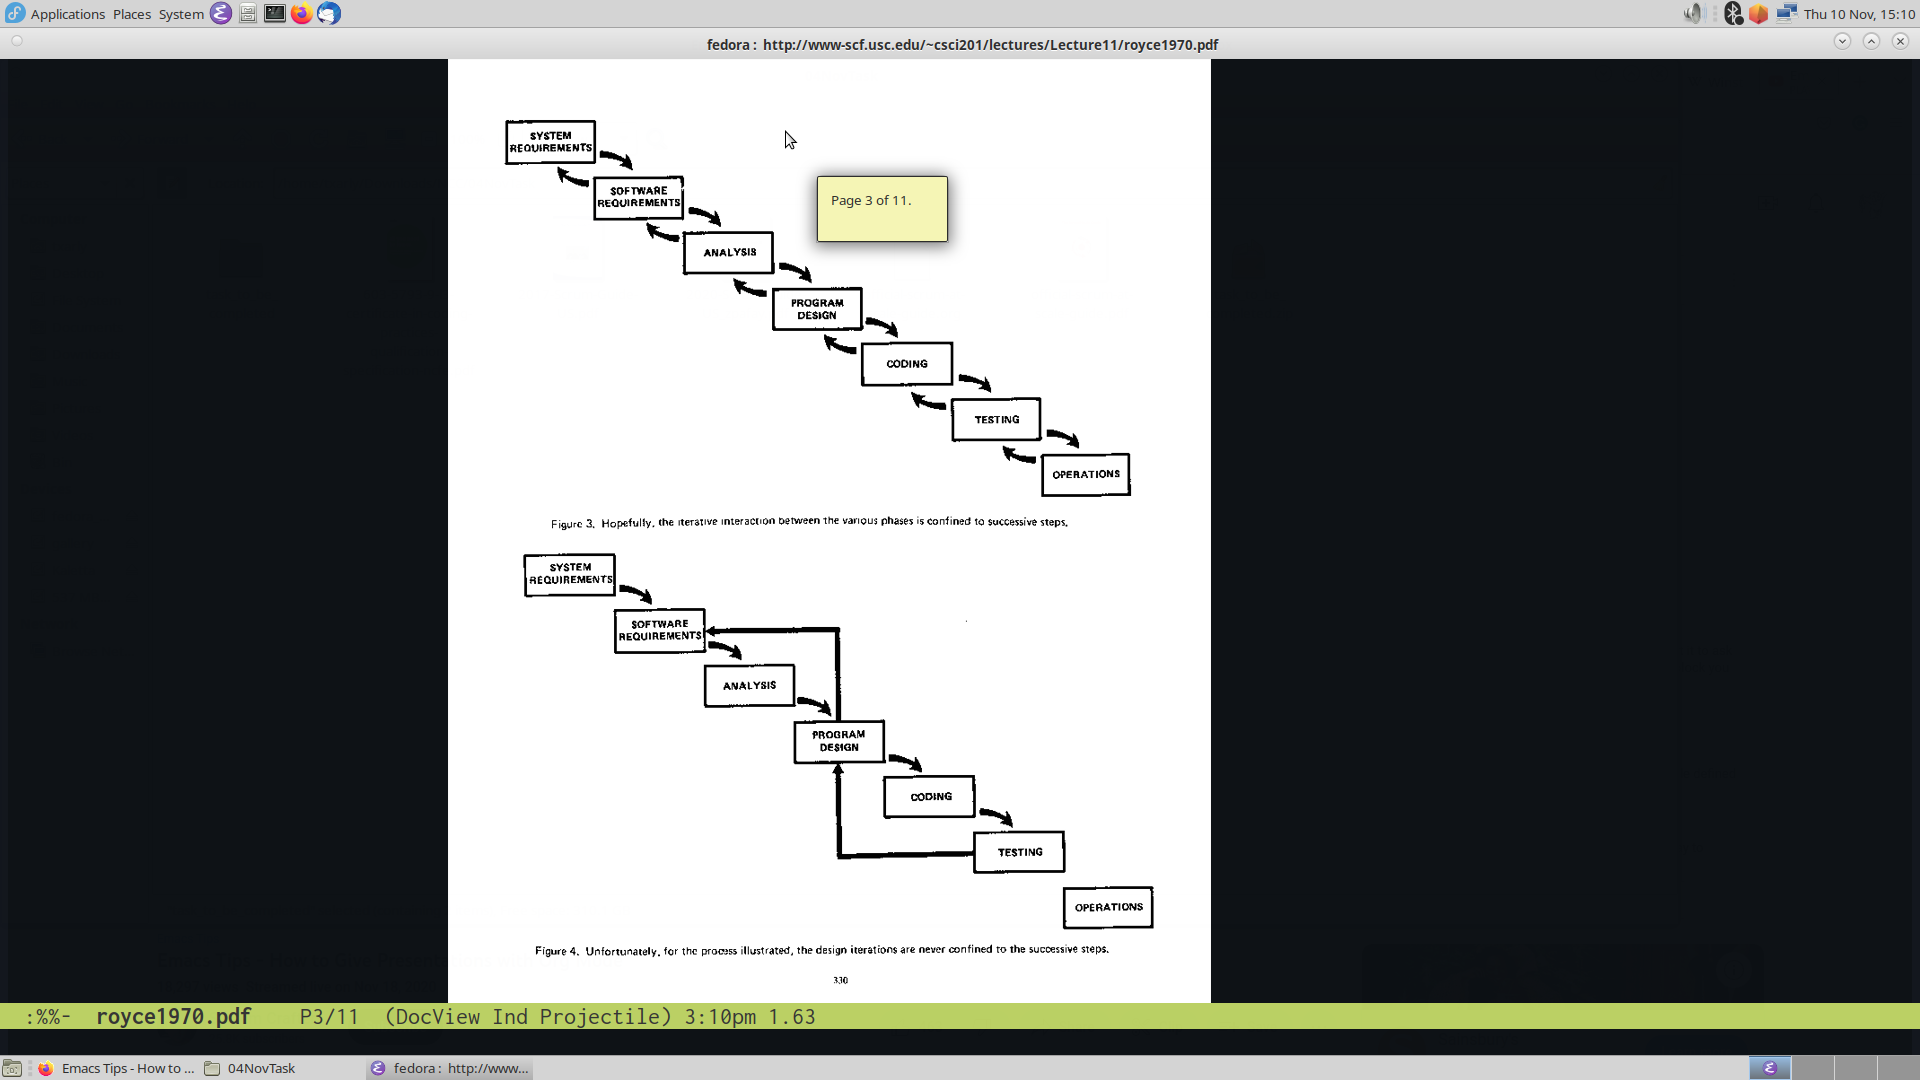 Applications Places System Thu 10 Nov, 15:10
fedora: http://www-scf.usc.edu/~csci201/lectures/Lecture11/royce1970.pdf
SYSTEM
REQUIREMENTS
SOFTWARE
REQUIREMENTS
Page 3 of 11.
ANALYSIS
PROGRAM
DESIGN
CODING
TESTING
OPERATIONS
Figure 3. Hopefully, the iterative interaction between the various phases is confined to successive steps.
SYSTEM
REQUIREMENTS
SOFTWARE
REQUIREMENTS
ANALYSIS
PROGRAM
DESIGN
CODING
TESTING
OPERATIONS
Figure 4. Unfortunately, for the process illustrated, the design iterations are never confined to the successive steps.
330
:%%- royce1970.pdf P3/11 (DocView Ind Projectile) 3:10pm 1.63
Emacs Tips - How to ... 04NovTask fedora: http://www...